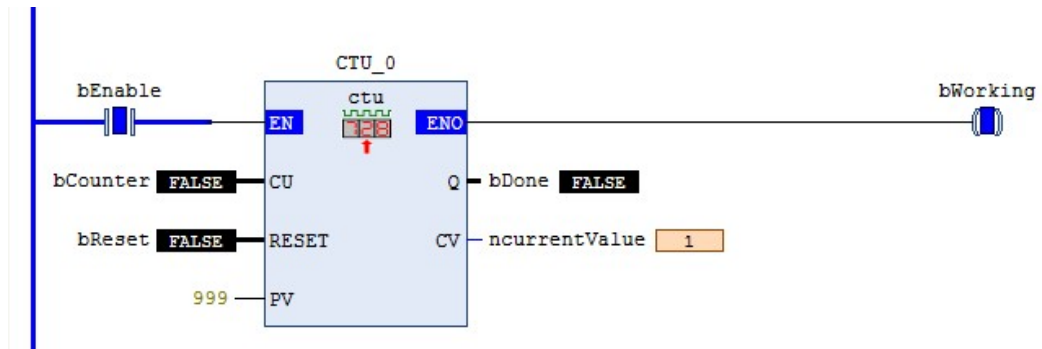 CTU_0
bEnable
ctu
bWorking
EN
728
ENO
bCounter FALSE CU
Q bDone FALSE
bReset FALSE RESET
CV ncurrentValue 1
999 PV